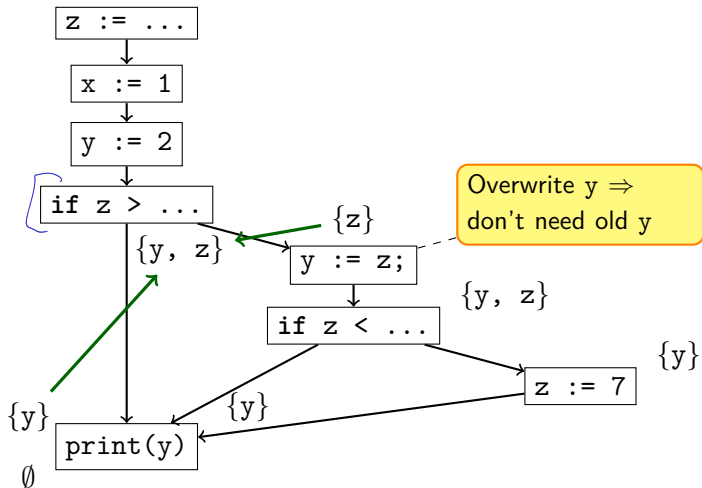 z := ...
x := 1
y := 2
if z > ...
{z}
{y, z}
Overwrite y ⇒
don't need old y
y := z;
{y, z}
if z < ...
{y}
z := 7
{y}
{y}
print(y)
∅